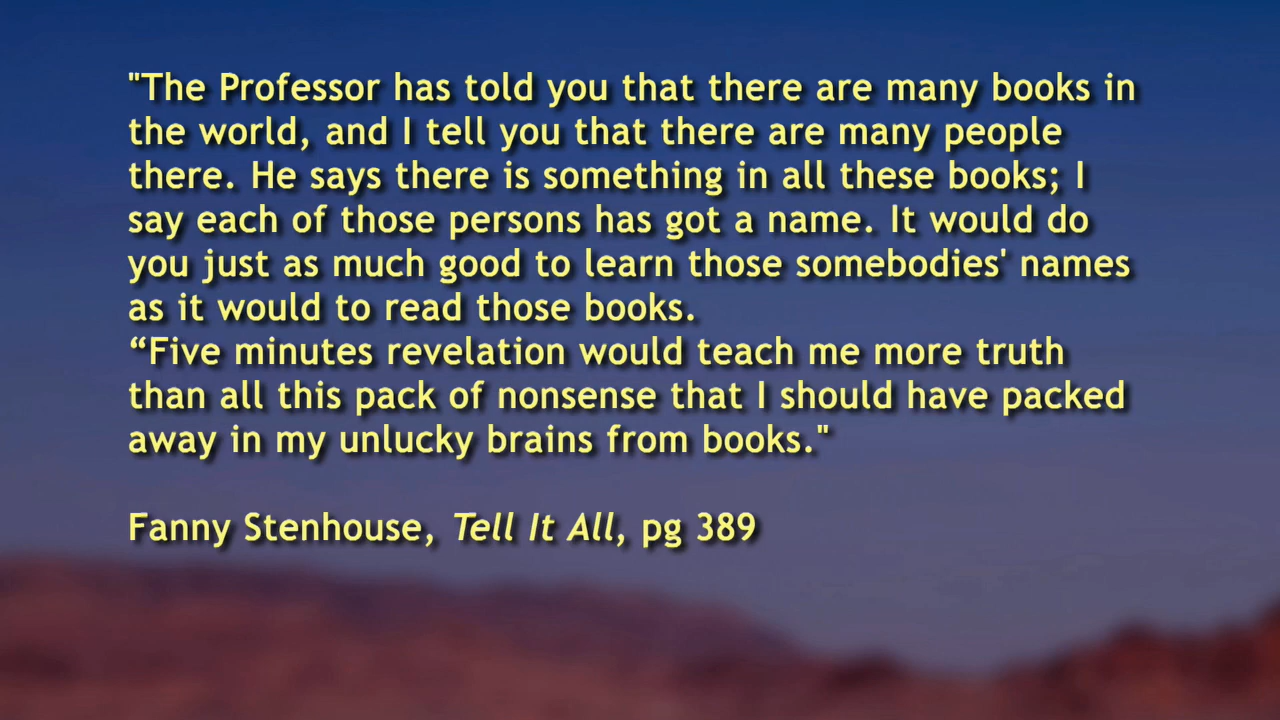 "The Professor has told you that there are many books in
the world, and I tell you that there are many people
there. He says there is something in all these books; I
say each of those persons has got a name. It would do
you just as much good to learn those somebodies' names
as it would to read those books.
“Five minutes revelation would teach me more truth
than all this pack of nonsense that I should have packed
away in my unlucky brains from books."
Fanny Stenhouse, Tell It All, pg 389